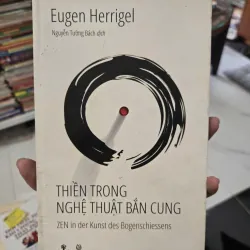 Eugen Herrigel
Nguyễn Tường Bách dịch
THIỀN TRONG
NGHỆ THUẬT BẮN CUNG
ZEN in der Kunst des Bogenschiessens